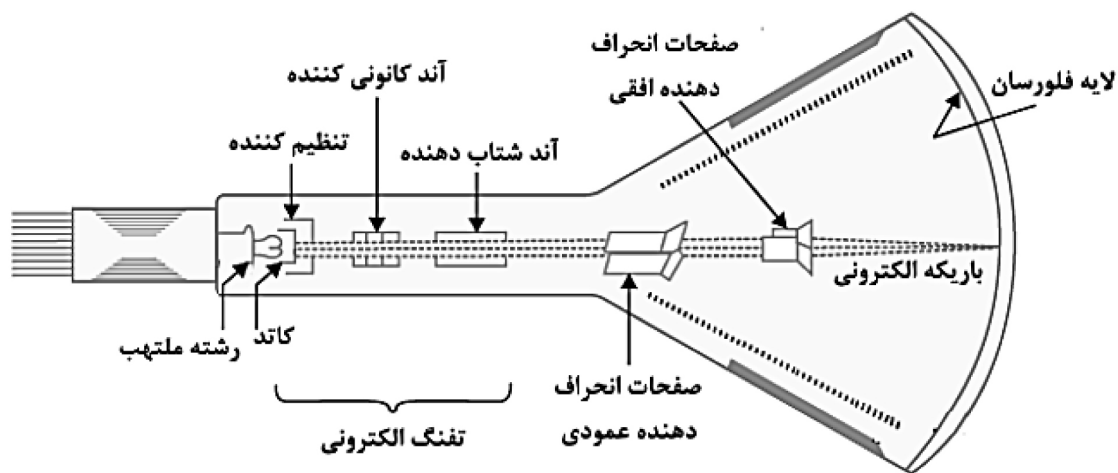 صفحات انحراف
دهنده افقی
لایه فلورسان
آند کانونی کننده
تنظیم کننده
آند شتاب دهنده
باریکه الکترونی
کاتد
رشته ملتهب
صفحات انحراف
دهنده عمودی
تفنگ الکترونی